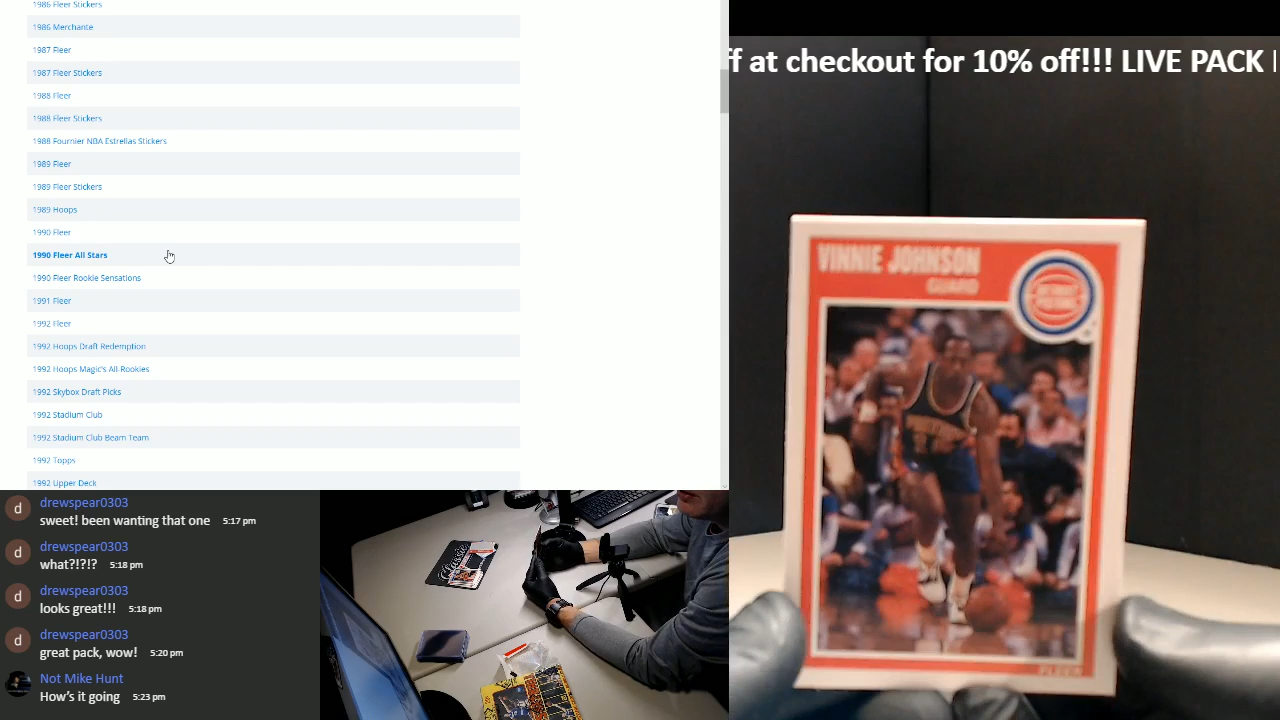 1986 Fleer Stickers
1986 Merchante
1987 Fleer
1987 Fleer Stickers
1988 Fleer
1988 Fleer Stickers
1988 Fournier NBA Estrellas Stickers
1989 Fleer
1989 Fleer Stickers
1989 Hoops
1990 Fleer
1990 Fleer All Stars
1990 Fleer Rookie Sensations
1991 Fleer
1992 Fleer
1992 Hoops Draft Redemption
1992 Hoops Magic's All-Rookies
1992 Skybox Draft Picks
1992 Stadium Club
1992 Stadium Club Beam Team
1992 Topps
1992 Upper Deck
d drewspear0303
sweet! been wanting that one 5:17 pm
d drewspear0303
what?!?!? 5:18 pm
d drewspear0303
looks great!!! 5:18 pm
d drewspear0303
great pack, wow! 5:20 pm
Not Mike Hunt
How's it going 5:23 pm
ff at checkout for 10% off!!! LIVE PACK
VINNIE JOHNSON
GUARD
DETROIT
PISTONS
FLEER